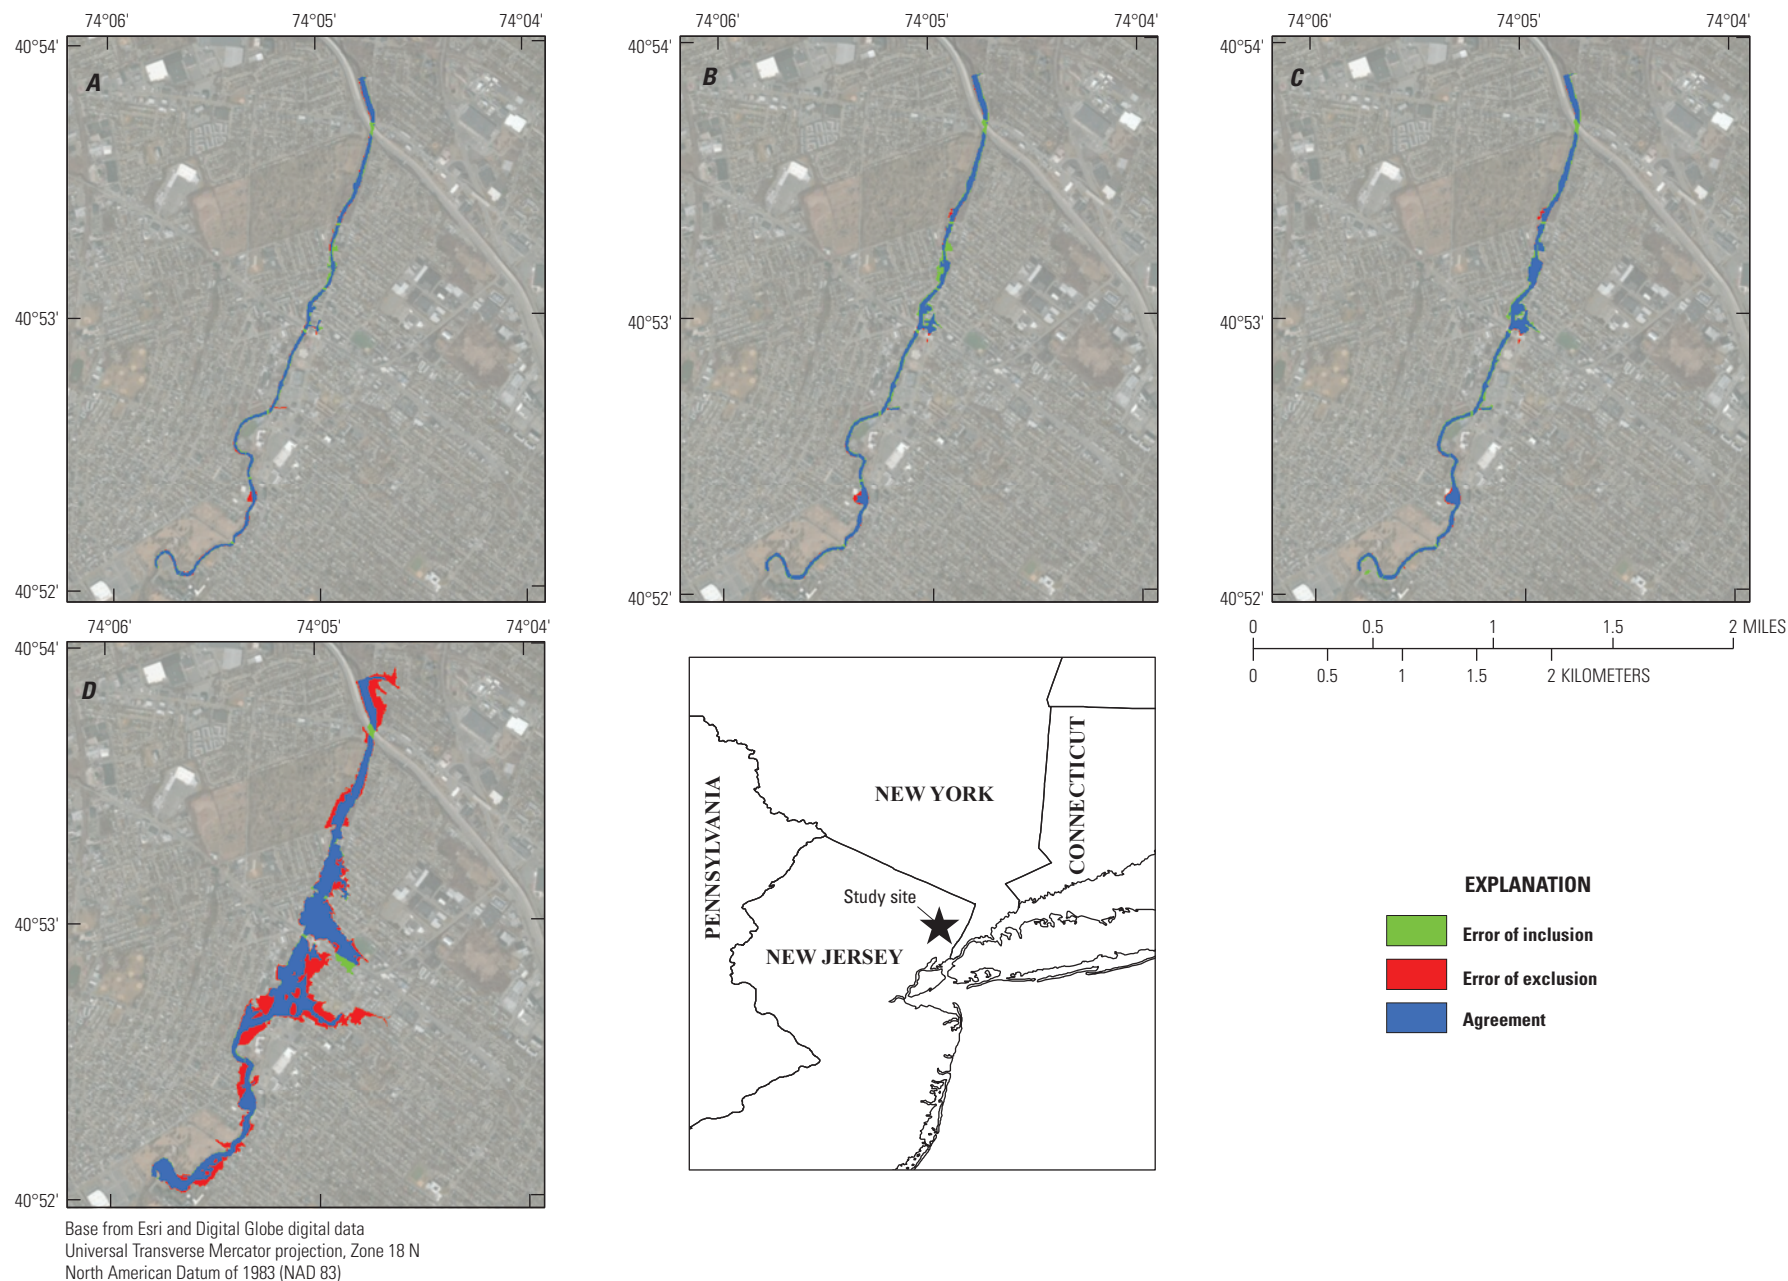 74°06' 74°05' 74°04'
74°06' 74°05' 74°04'
74°06' 74°05' 74°04'
40°54'
40°53'
40°52'
A
40°54'
40°53'
40°52'
B
40°54'
40°53'
40°52'
C
0 0.5 1 1.5 2 MILES
0 0.5 1 1.5 2 KILOMETERS
74°06' 74°05' 74°04'
40°54'
40°53'
40°52'
D
PENNSYLVANIA
NEW YORK
CONNECTICUT
Study site
NEW JERSEY
EXPLANATION
Error of inclusion
Error of exclusion
Agreement
Base from Esri and Digital Globe digital data
Universal Transverse Mercator projection, Zone 18 N
North American Datum of 1983 (NAD 83)